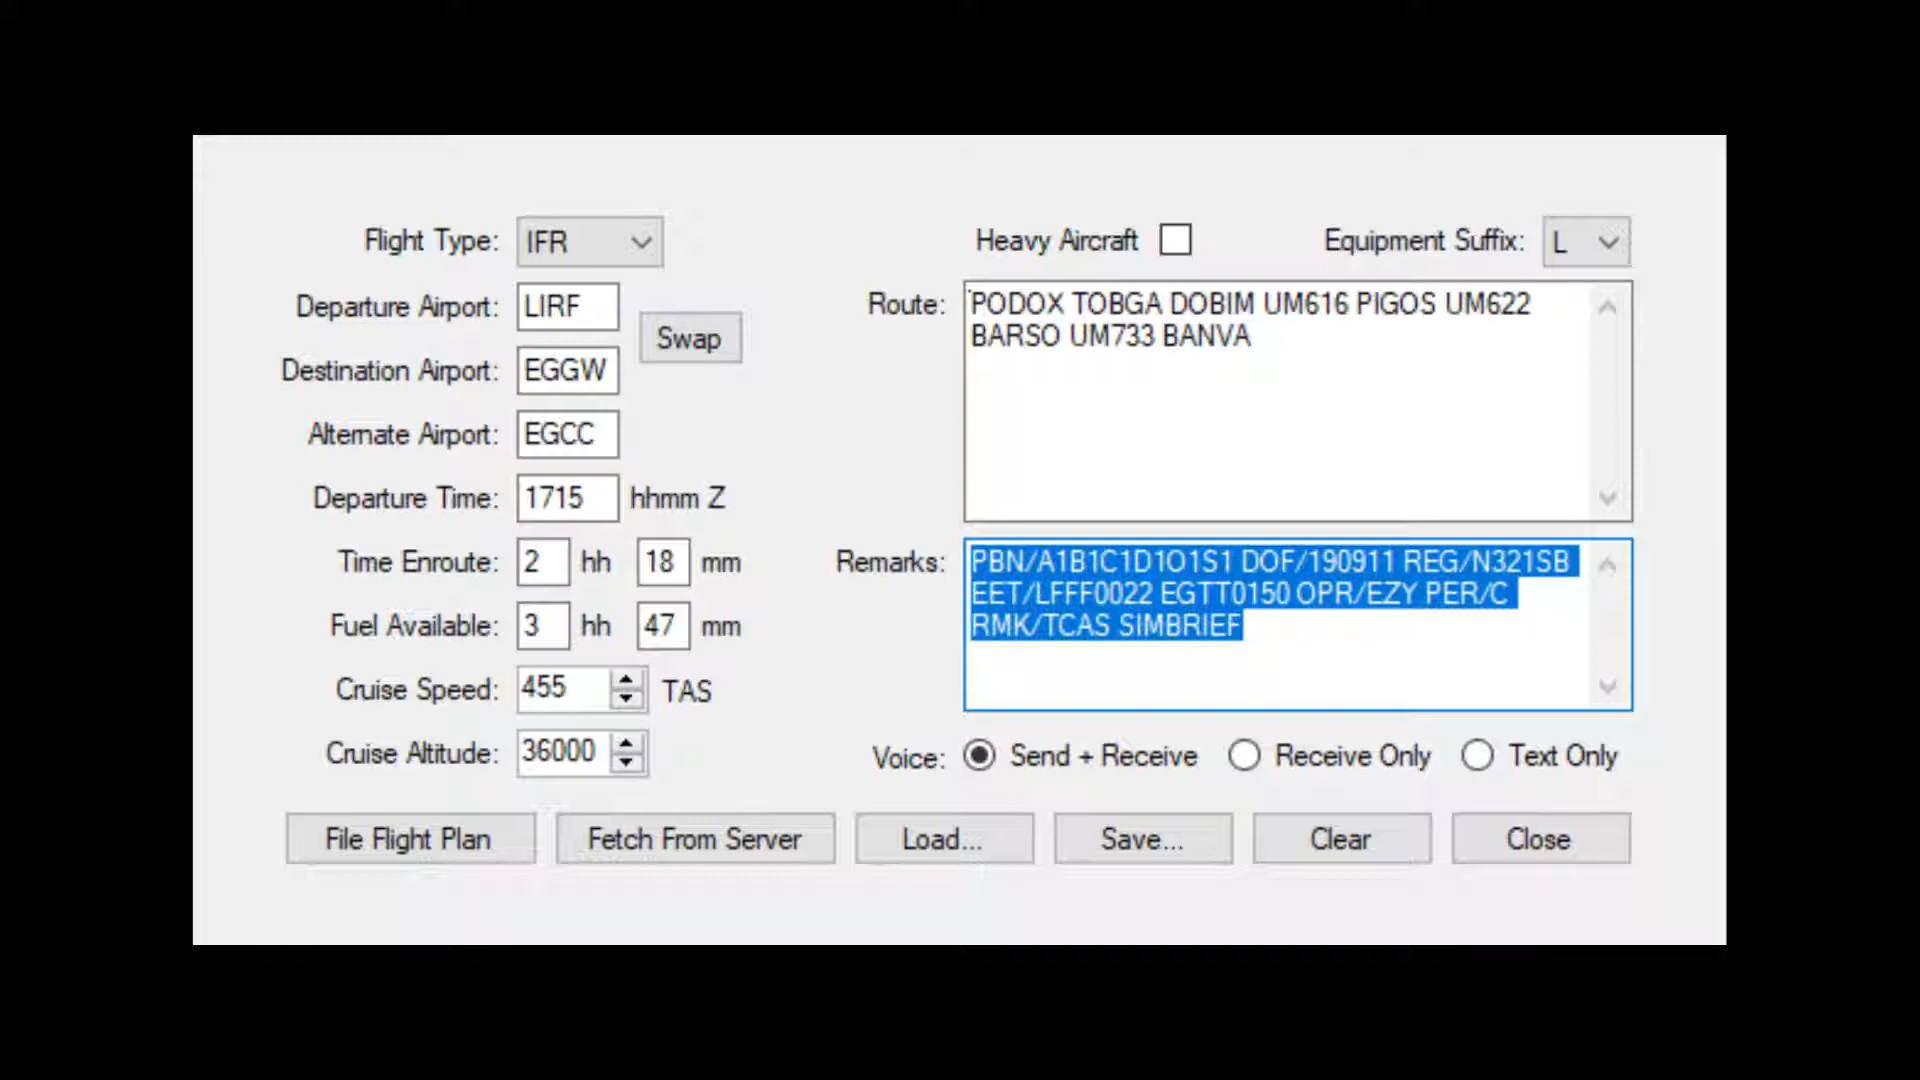 Flight Type: IFR
Heavy Aircraft
Equipment Suffix: L
Departure Airport: LIRF
Swap
Destination Airport: EGGW
Alternate Airport: EGCC
Departure Time: 1715 hhmm Z
Time Enroute: 2 hh 18 mm
Fuel Available: 3 hh 47 mm
Cruise Speed: 455 TAS
Cruise Altitude: 36000
Route: PODOX TOBGA DOBIM UM616 PIGOS UM622
BARSO UM733 BANVA
Remarks: PBN/A1B1C1D1O1S1 DOF/190911 REG/N321SB
EET/LFFF0022 EGTT0150 OPR/EZY PER/C
RMK/TCAS SIMBRIEF
Voice: Send + Receive Receive Only Text Only
File Flight Plan Fetch From Server Load... Save... Clear Close